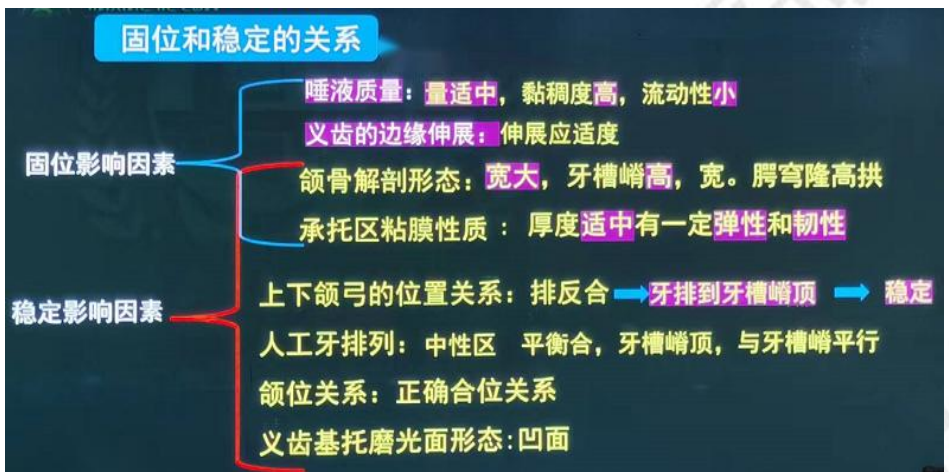 固位和稳定的关系
唾液质量：量适中，黏稠度高，流动性小
义齿的边缘伸展：伸展应适度
固位影响因素
颌骨解剖形态：宽大，牙槽嵴高，宽。腭穹隆高拱
承托区粘膜性质：厚度适中有一定弹性和韧性
上下颌弓的位置关系：排反合 牙排到牙槽嵴顶 稳定
稳定影响因素
人工牙排列：中性区 平衡合，牙槽嵴顶，与牙槽嵴平行
颌位关系：正确合位关系
义齿基托磨光面形态:凹面